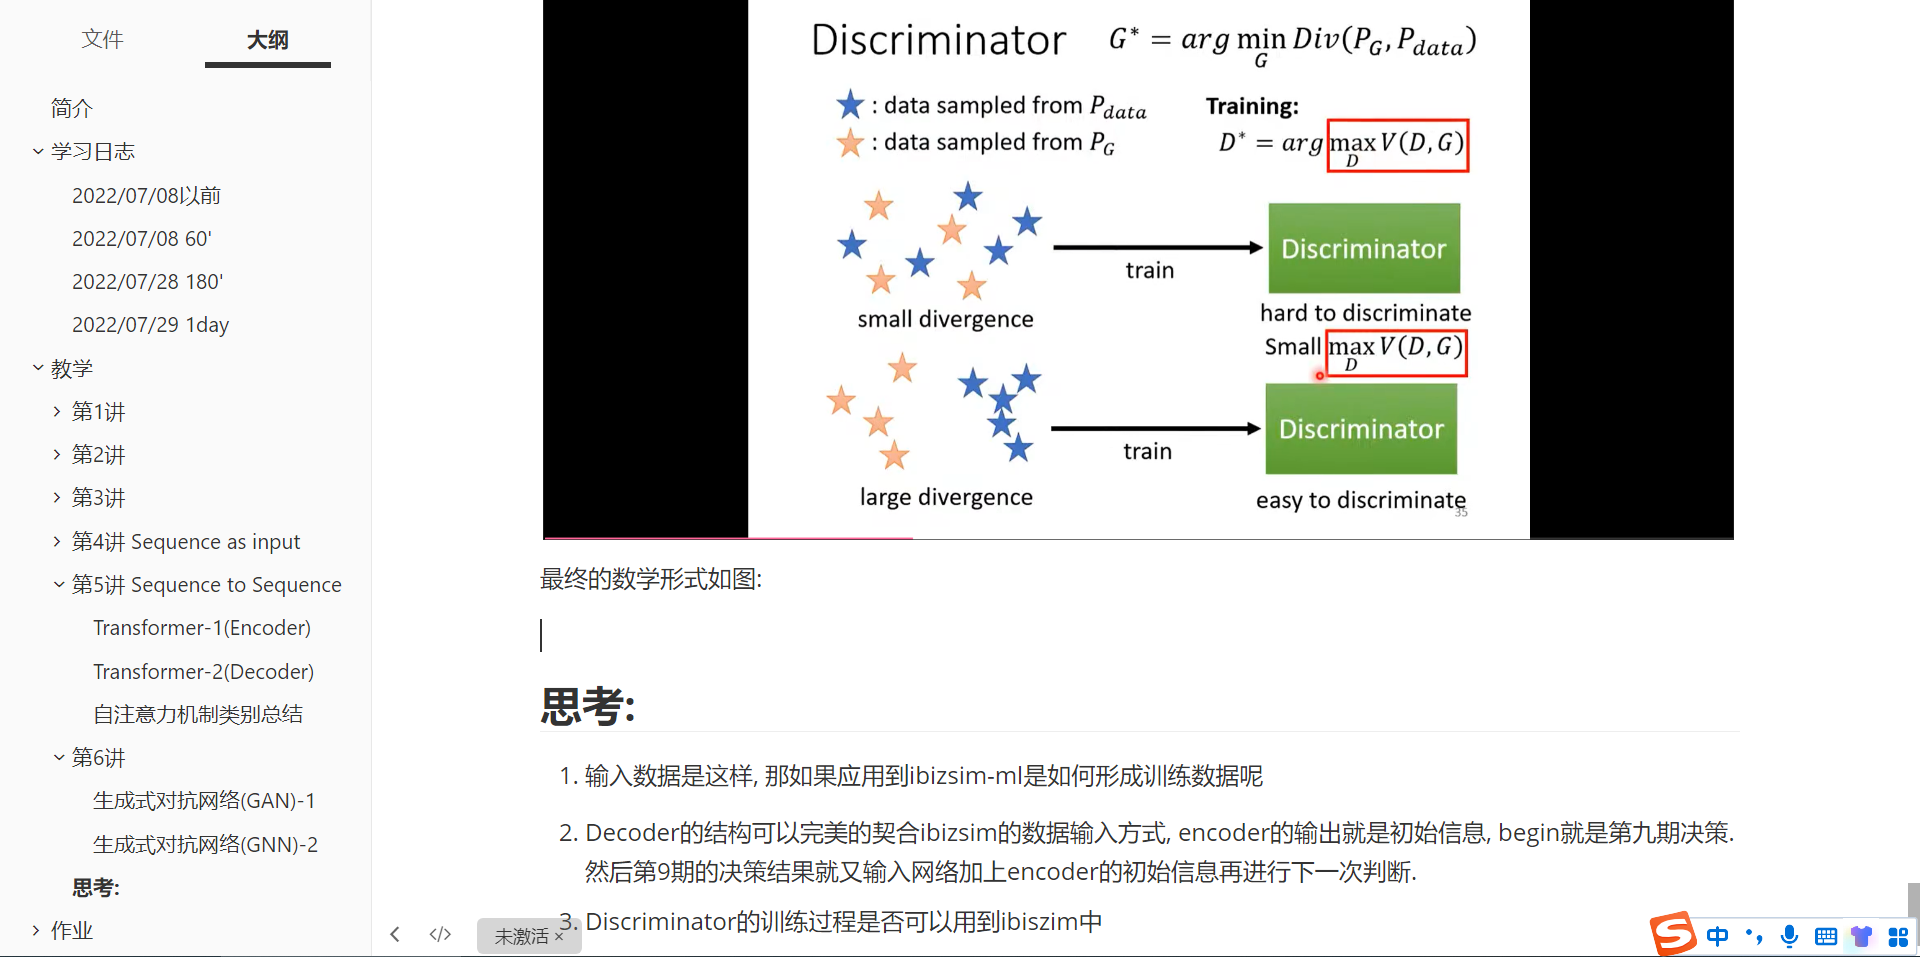 文件
大纲
简介
学习日志
2022/07/08以前
2022/07/08 60'
2022/07/28 180'
2022/07/29 1day
教学
第1讲
第2讲
第3讲
第4讲 Sequence as input
第5讲 Sequence to Sequence
Transformer-1(Encoder)
Transformer-2(Decoder)
自注意力机制类别总结
第6讲
生成式对抗网络(GAN)-1
生成式对抗网络(GNN)-2
思考:
作业
Discriminator
G* = arg min_G Div(P_G, P_data)
: data sampled from P_data
: data sampled from P_G
Training:
D* = arg max_D V(D, G)
train
Discriminator
small divergence
hard to discriminate
Small max_D V(D, G)
train
Discriminator
large divergence
easy to discriminate
35
最终的数学形式如图:
思考:
1. 输入数据是这样, 那如果应用到ibizsim-ml是如何形成训练数据呢
2. Decoder的结构可以完美的契合ibizsim的数据输入方式, encoder的输出就是初始信息, begin就是第九期决策.
然后第9期的决策结果就又输入网络加上encoder的初始信息再进行下一次判断.
3. Discriminator的训练过程是否可以用到ibiszim中
</>
未激活 ×
S 中